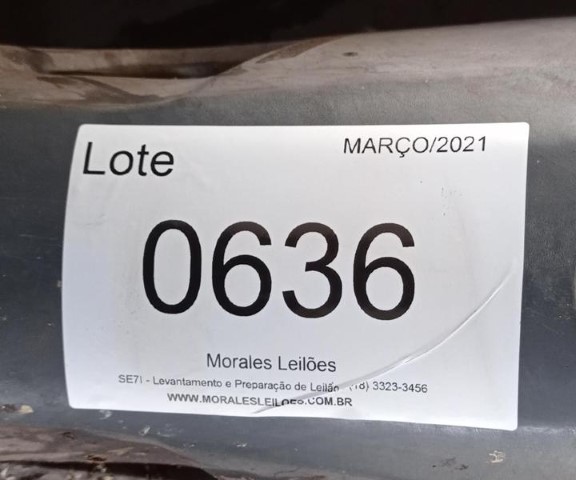 Lote
MARÇO/2021
0636
Morales Leilões
SE7I - Levantamento e Preparação de Leilão (18) 3323-3456
WWW.MORALESLEILOES.COM.BR